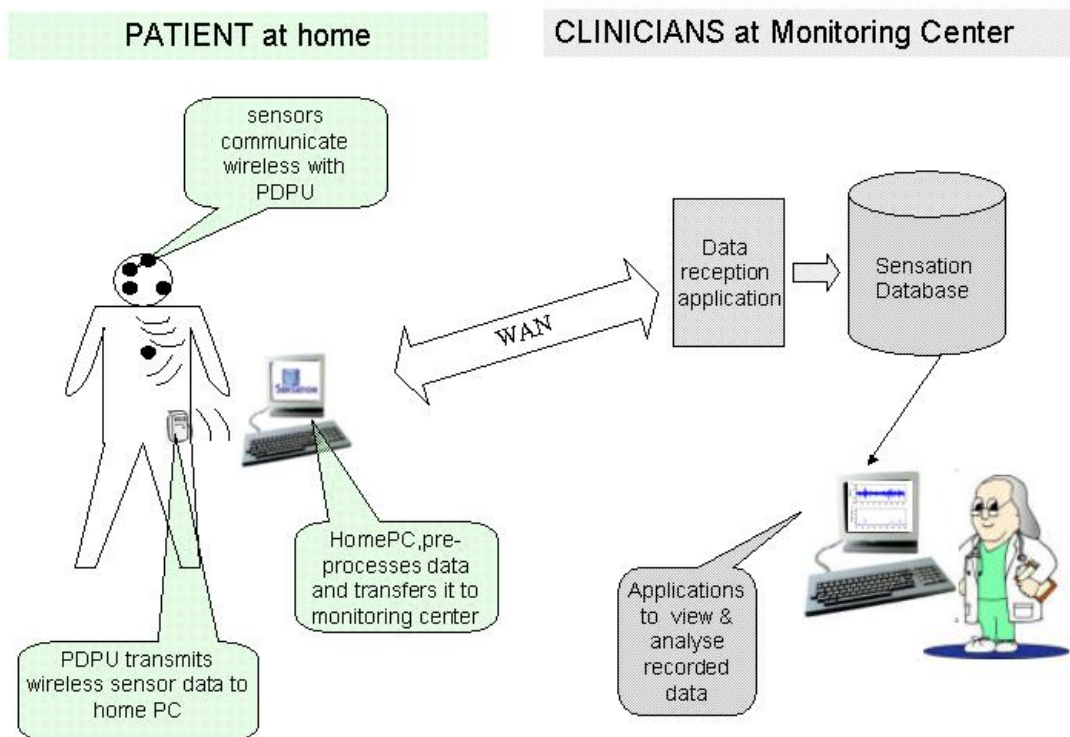 PATIENT at home
CLINICIANS at Monitoring Center
sensors
communicate
wireless with
PDPU
Data
reception
application
Sensation
Database
WAN
SENSATION
HomePC,pre-
processes data
and transfers it to
monitoring center
Applications
to view &
analyse
recorded
data
PDPU transmits
wireless sensor data to
home PC